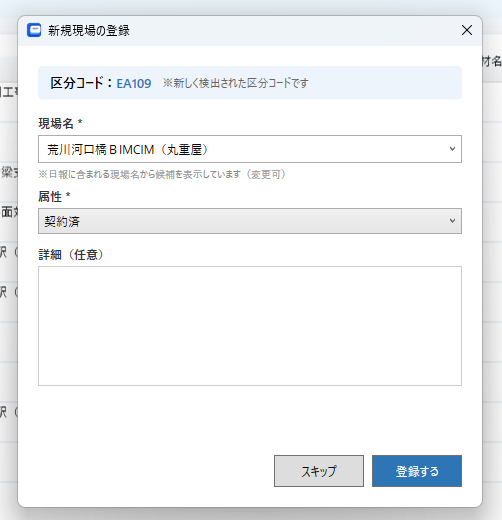 新規現場の登録
材名
区分コード： EA109 ※新しく検出された区分コードです
現場名 *
荒川河口橋ＢIMCIM（丸重屋）
※日報に含まれる現場名から候補を表示しています（変更可）
属性 *
契約済
詳細（任意）
スキップ
登録する